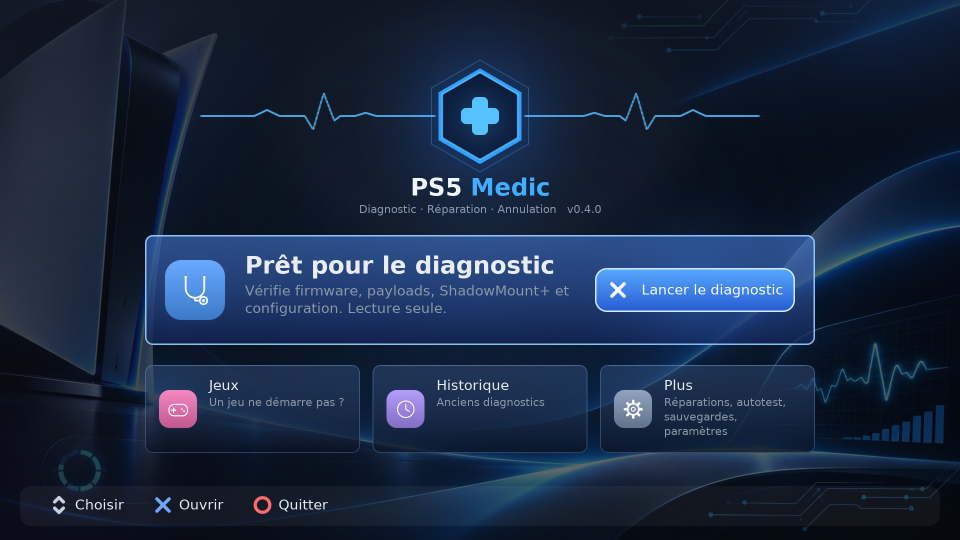 PS5 Medic
Diagnostic · Réparation · Annulation v0.4.0
Prêt pour le diagnostic
Vérifie firmware, payloads, ShadowMount+ et
configuration. Lecture seule.
Lancer le diagnostic
Jeux
Un jeu ne démarre pas ?
Historique
Anciens diagnostics
Plus
Réparations, autotest,
sauvegardes,
paramètres
Choisir
Ouvrir
Quitter